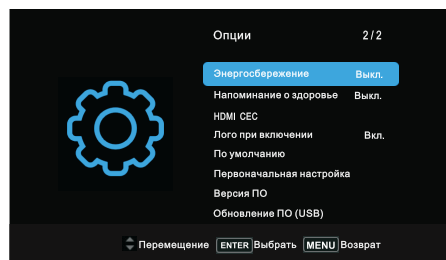 Опции 2/2
Энергосбережение Выкл.
Напоминание о здоровье Выкл.
HDMI CEC
Лого при включении Вкл.
По умолчанию
Первоначальная настройка
Версия ПО
Обновление ПО (USB)
Перемещение ENTER Выбрать MENU Возврат